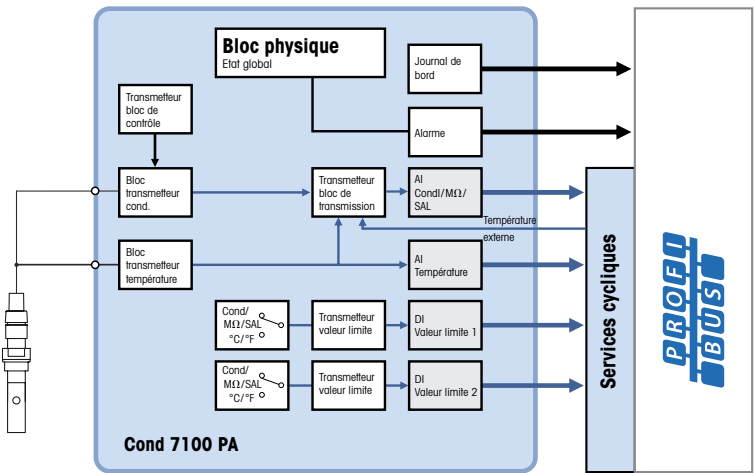 Bloc physique
Etat global
Journal de
bord
Transmetteur
bloc de
contrôle
Alarme
Bloc
transmetteur
cond.
Transmetteur
bloc de
transmission
AI
CondI/MΩ/
SAL
Température
externe
Bloc
transmetteur
température
AI
Température
Cond/
MΩ/SAL
°C/°F
Transmetteur
valeur limite
DI
Valeur limite 1
Cond/
MΩ/SAL
°C/°F
Transmetteur
valeur limite
DI
Valeur limite 2
Cond 7100 PA
Services cycliques
PROFI
BUS